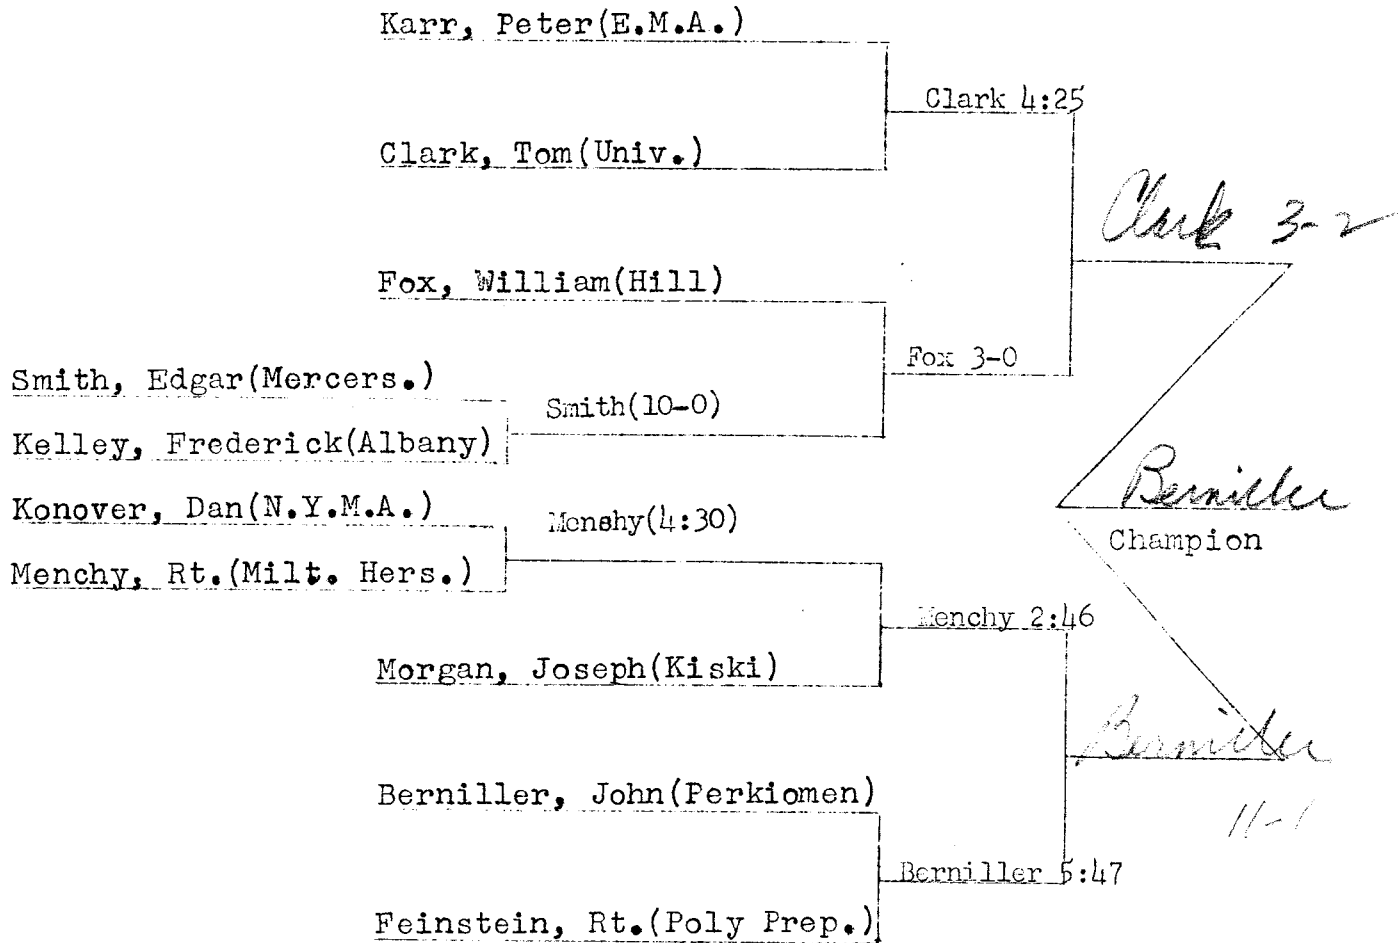 Karr, Peter(E.M.A.)
Clark 4:25
Clark, Tom(Univ.)
Clark 3-2
Fox, William(Hill)
Fox 3-0
Smith, Edgar(Mercers.)
Smith(10-0)
Kelley, Frederick(Albany)
Berniller
Konover, Dan(N.Y.M.A.)
Menshy(4:30)
Champion
Menchy, Rt.(Milt. Hers.)
Menchy 2:46
Morgan, Joseph(Kiski)
Berniller
Berniller, John(Perkiomen)
11-1
Berniller 5:47
Feinstein, Rt.(Poly Prep.)